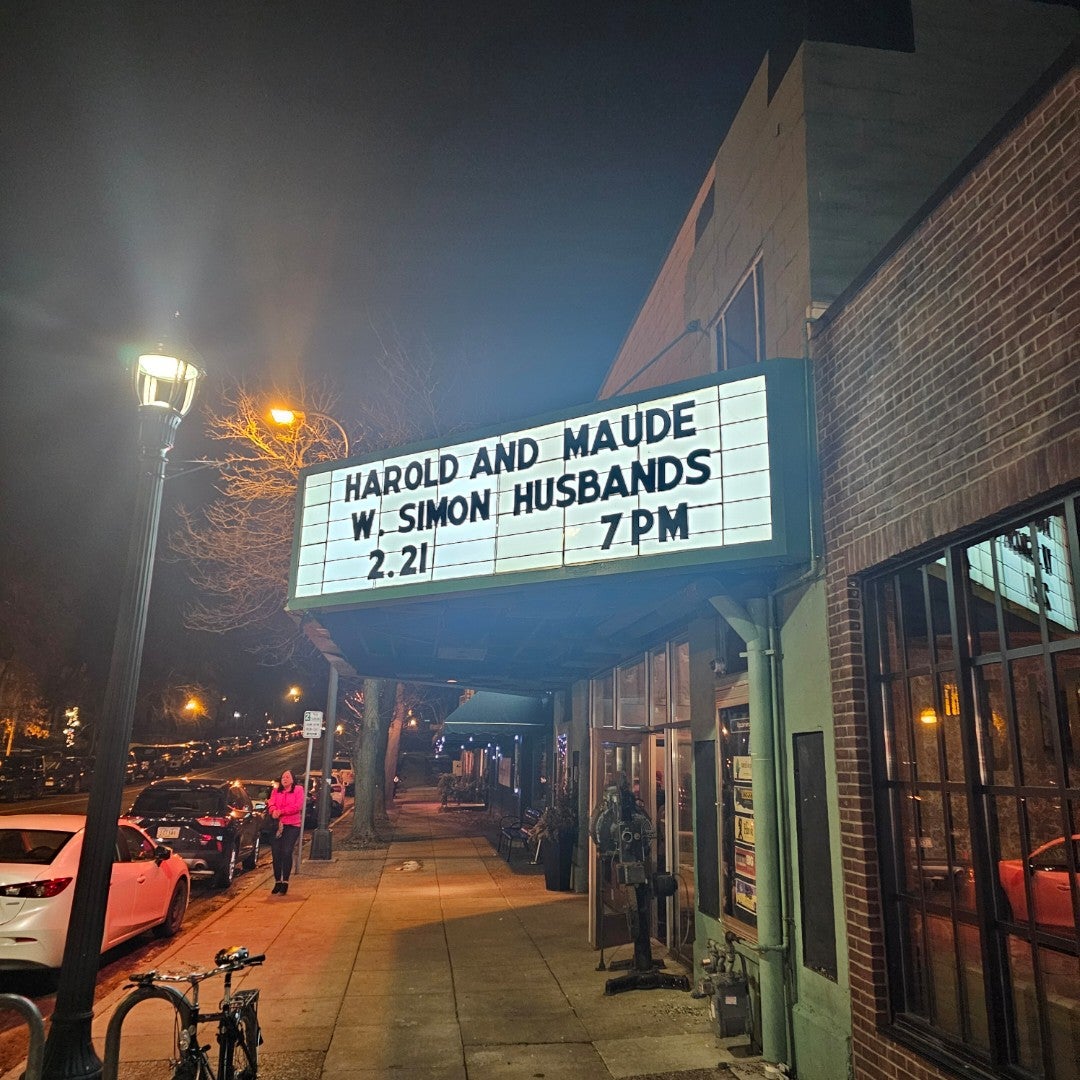 HAROLD AND MAUDE
W. SIMON HUSBANDS
2.21 7PM